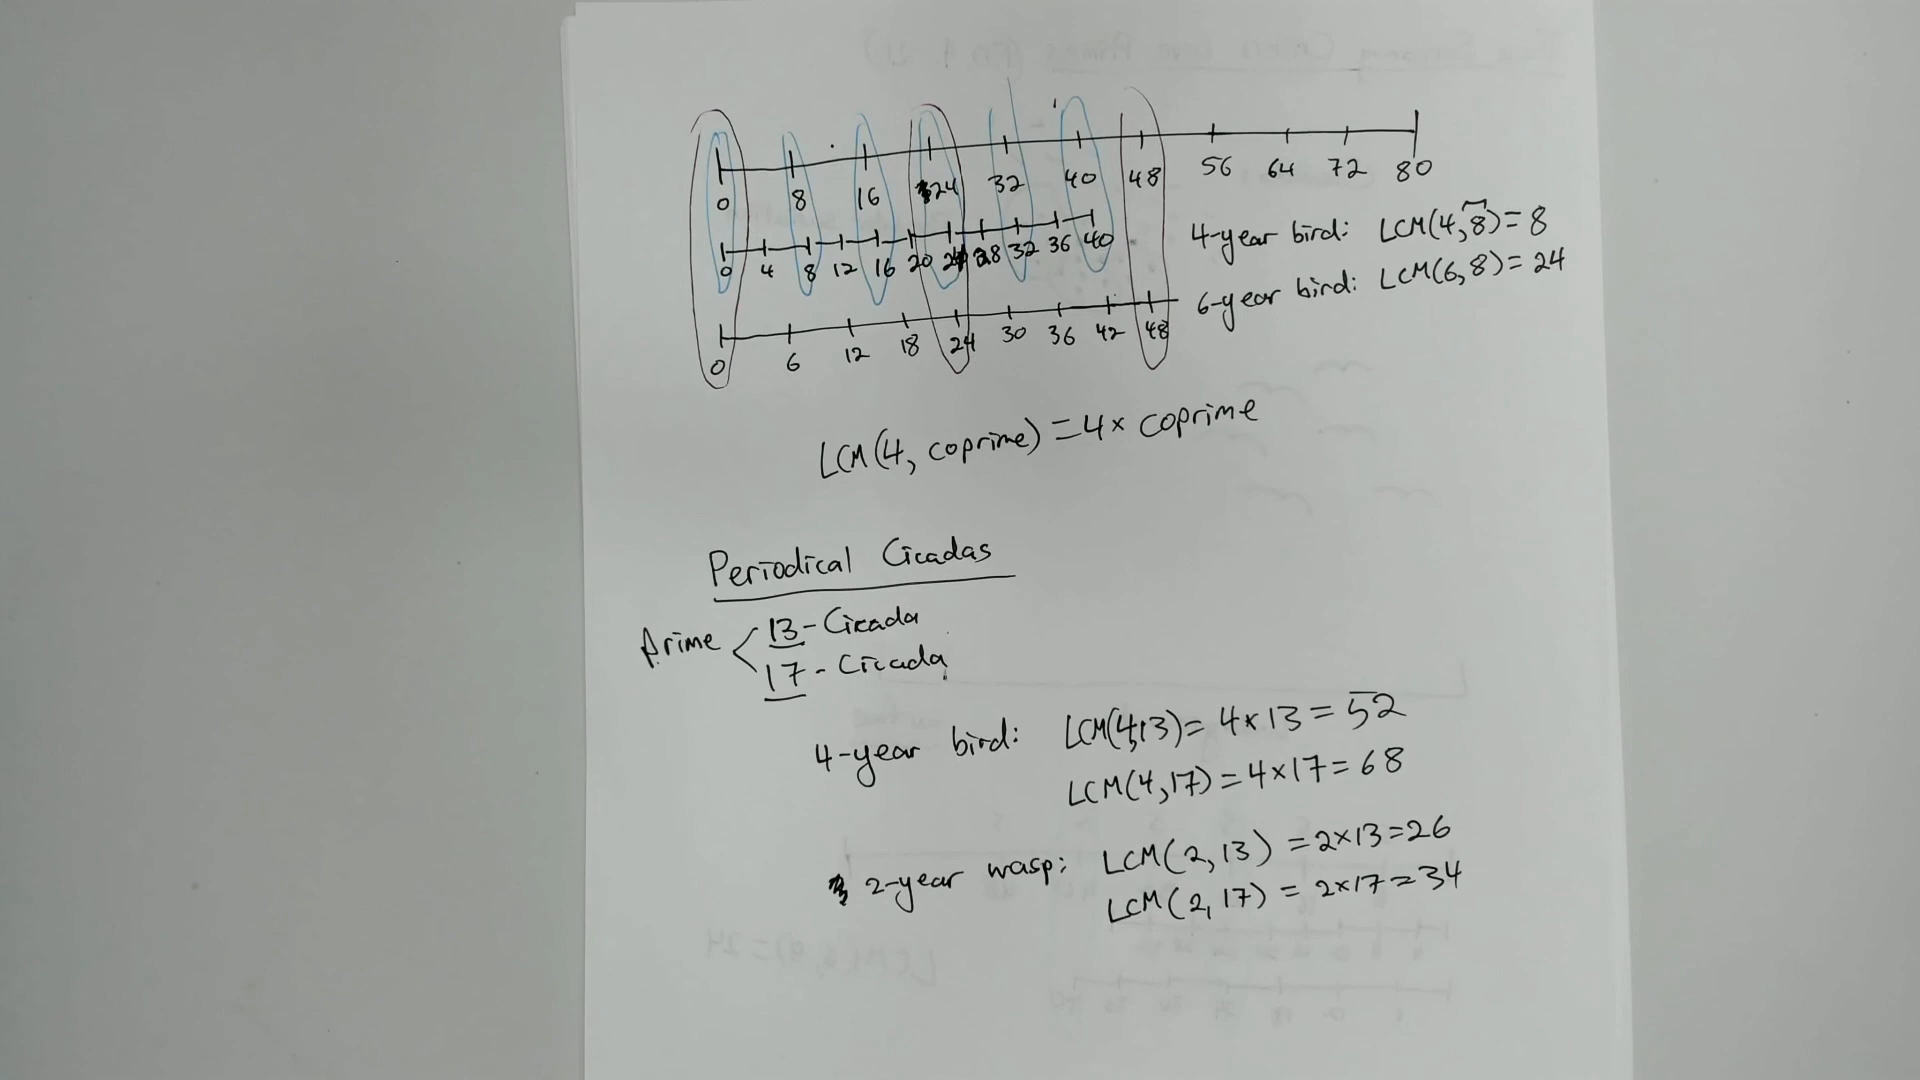 0 8 16 24 32 40 48 56 64 72 80
0 4 8 12 16 20 24 28 32 36 40
4-year bird: LCM(4,8)=8
6-year bird: LCM(6,8)=24
0 6 12 18 24 30 36 42 48
LCM(4, coprime)=4× coprime
Periodical Cicadas
Prime
13-Cicada
17-Cicada
4-year bird: LCM(4,13)=4×13=52
LCM(4,17)=4×17=68
2-year wasp: LCM(2,13)=2×13=26
LCM(2,17)=2×17=34